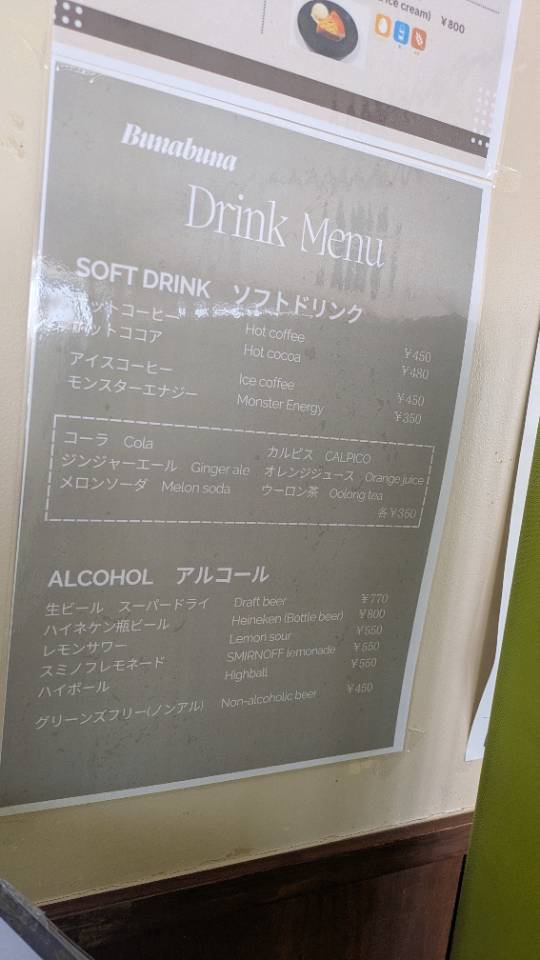 ice cream) ¥800
Bunabuna
Drink Menu
SOFT DRINK ソフトドリンク
ットコーヒー Hot coffee ¥450
ットココア Hot cocoa ¥480
アイスコーヒー Ice coffee ¥450
モンスターエナジー Monster Energy ¥350
コーラ Cola カルピス CALPICO
ジンジャーエール Ginger ale オレンジジュース Orange juice
メロンソーダ Melon soda ウーロン茶 Oolong tea
各¥350
ALCOHOL アルコール
生ビール スーパードライ Draft beer ¥770
ハイネケン瓶ビール Heineken (Bottle beer) ¥800
レモンサワー Lemon sour ¥550
スミノフレモネード SMIRNOFF lemonade ¥550
ハイボール Highball ¥550
グリーンズフリー(ノンアル) Non-alcoholic beer ¥450